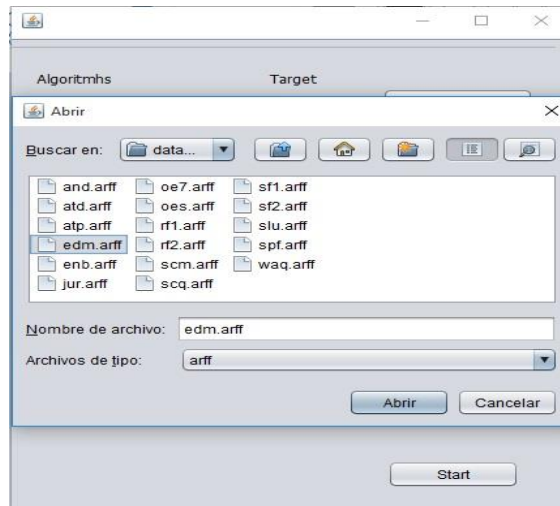 Algoritmhs Target
Abrir
Buscar en: data...
and.arff oe7.arff sf1.arff
atd.arff oes.arff sf2.arff
atp.arff rf1.arff slu.arff
edm.arff rf2.arff spf.arff
enb.arff scm.arff waq.arff
jur.arff scq.arff
Nombre de archivo: edm.arff
Archivos de tipo: arff
Abrir Cancelar
Start